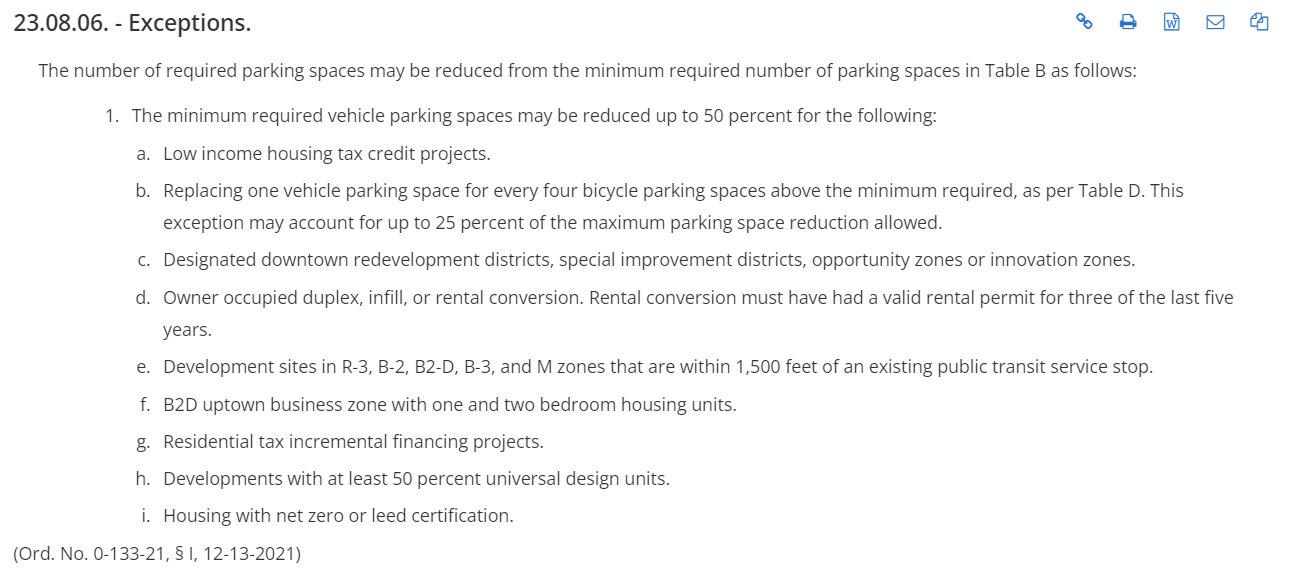 23.08.06. - Exceptions.
The number of required parking spaces may be reduced from the minimum required number of parking spaces in Table B as follows:
1. The minimum required vehicle parking spaces may be reduced up to 50 percent for the following:
a. Low income housing tax credit projects.
b. Replacing one vehicle parking space for every four bicycle parking spaces above the minimum required, as per Table D. This
exception may account for up to 25 percent of the maximum parking space reduction allowed.
c. Designated downtown redevelopment districts, special improvement districts, opportunity zones or innovation zones.
d. Owner occupied duplex, infill, or rental conversion. Rental conversion must have had a valid rental permit for three of the last five
years.
e. Development sites in R-3, B-2, B2-D, B-3, and M zones that are within 1,500 feet of an existing public transit service stop.
f. B2D uptown business zone with one and two bedroom housing units.
g. Residential tax incremental financing projects.
h. Developments with at least 50 percent universal design units.
i. Housing with net zero or leed certification.
(Ord. No. 0-133-21, § I, 12-13-2021)